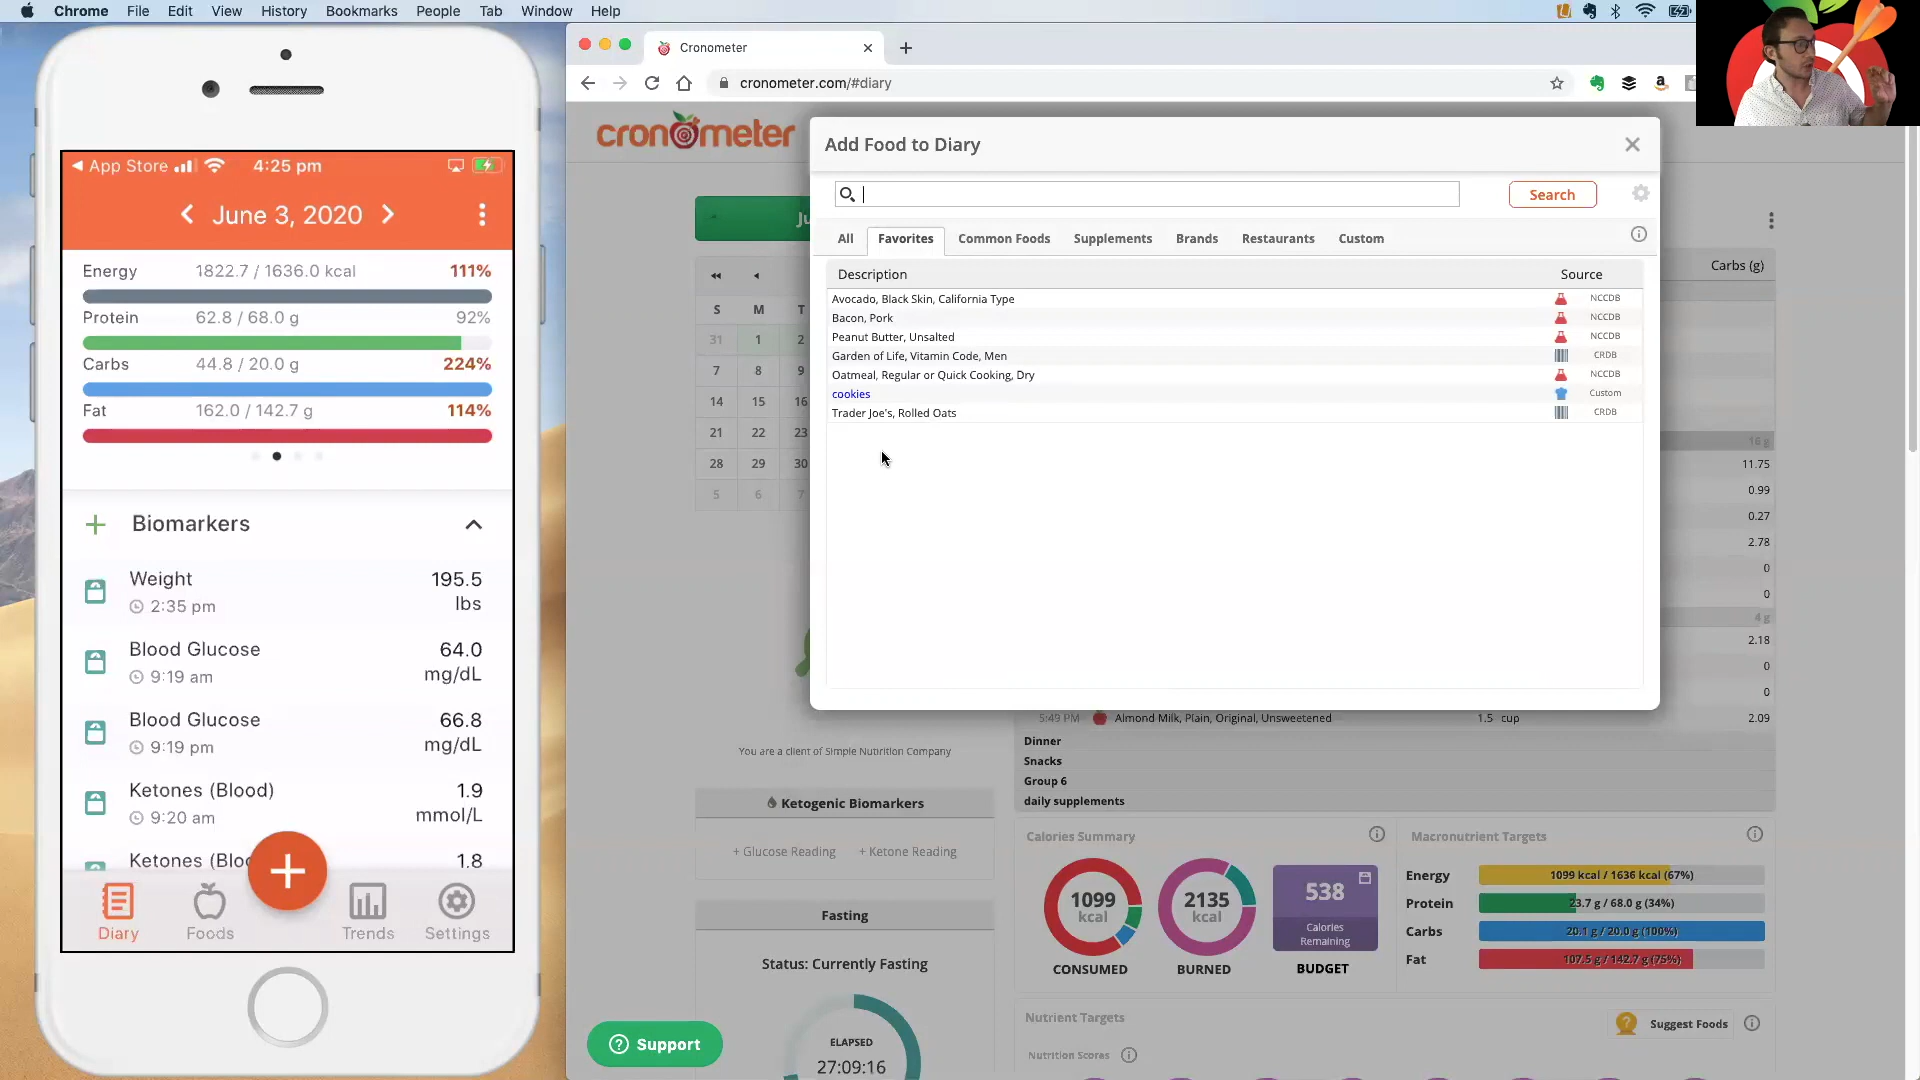 Chrome File Edit View History Bookmarks People Tab Window Help
App Store 4:25 pm
June 3, 2020
Energy 1822.7 / 1636.0 kcal 111%
Protein 62.8 / 68.0 g 92%
Carbs 44.8 / 20.0 g 224%
Fat 162.0 / 142.7 g 114%
Biomarkers
Weight 195.5
2:35 pm lbs
Blood Glucose 64.0
9:19 am mg/dL
Blood Glucose 66.8
9:19 pm mg/dL
Ketones (Blood) 1.9
9:20 am mmol/L
Ketones (Bloo 1.8
Diary Foods Trends Settings
Cronometer
cronometer.com/#diary
cronometer
Add Food to Diary
Search
All Favorites Common Foods Supplements Brands Restaurants Custom
Description Source
Avocado, Black Skin, California Type NCCDB
Bacon, Pork NCCDB
Peanut Butter, Unsalted NCCDB
Garden of Life, Vitamin Code, Men CRDB
Oatmeal, Regular or Quick Cooking, Dry NCCDB
cookies Custom
Trader Joe's, Rolled Oats CRDB
Ju
S M T
31 1 2
7 8 9
14 15 16
21 22 23
28 29 30
5 6 7
Carbs (g)
16 g
11.75
0.99
0.27
2.78
0
0
4 g
2.18
0
0
5:49 PM Almond Milk, Plain, Original, Unsweetened 1.5 cup 2.09
Dinner
Snacks
Group 6
daily supplements
You are a client of Simple Nutrition Company
Ketogenic Biomarkers
+ Glucose Reading + Ketone Reading
Fasting
Status: Currently Fasting
ELAPSED
27:09:16
Support
Calories Summary
1099 kcal
CONSUMED
2135 kcal
BURNED
538
Calories Remaining
BUDGET
Macronutrient Targets
Energy 1099 kcal / 1636 kcal (67%)
Protein 23.7 g / 68.0 g (34%)
Carbs 20.1 g / 20.0 g (100%)
Fat 107.5 g / 142.7 g (75%)
Nutrient Targets
Suggest Foods
Nutrition Scores